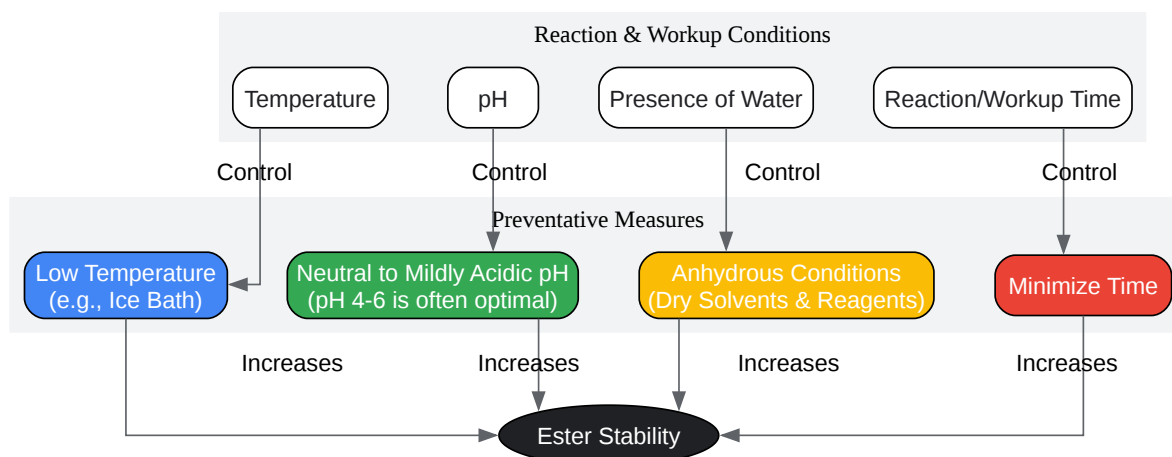 Reaction & Workup Conditions
Temperature
pH
Presence of Water
Reaction/Workup Time
Control
Control
Control
Control
Preventative Measures
Low Temperature
(e.g., Ice Bath)
Neutral to Mildly Acidic pH
(pH 4-6 is often optimal)
Anhydrous Conditions
(Dry Solvents & Reagents)
Minimize Time
Increases
Increases
Increases
Increases
Ester Stability